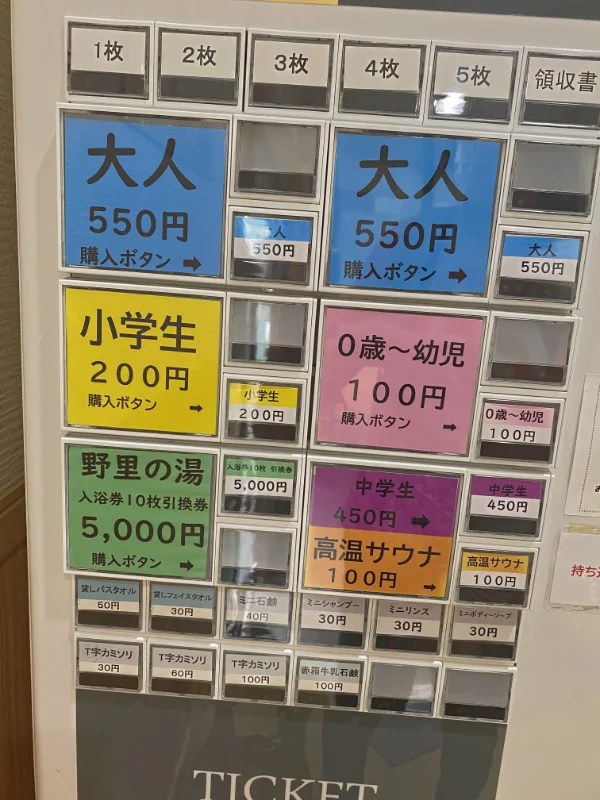 1枚
2枚
3枚
4枚
5枚
領収書
大人
550円
購入ボタン ➡
大人
550円
大人
550円
購入ボタン ➡
大人
550円
小学生
200円
購入ボタン ➡
小学生
200円
0歳～幼児
100円
購入ボタン ➡
0歳～幼児
100円
野里の湯
入浴券10枚引換券
5,000円
購入ボタン ➡
入浴券10枚 引換券
5,000円
中学生
450円 ➡
高温サウナ
100円 ➡
中学生
450円
高温サウナ
100円
貸しバスタオル
50円
貸しフェイスタオル
30円
ミニ石鹸
40円
ミニシャンプー
30円
ミニリンス
30円
ミニボディーソープ
30円
T字カミソリ
30円
T字カミソリ
60円
T字カミソリ
100円
赤箱牛乳石鹸
100円
持ち
TICKET